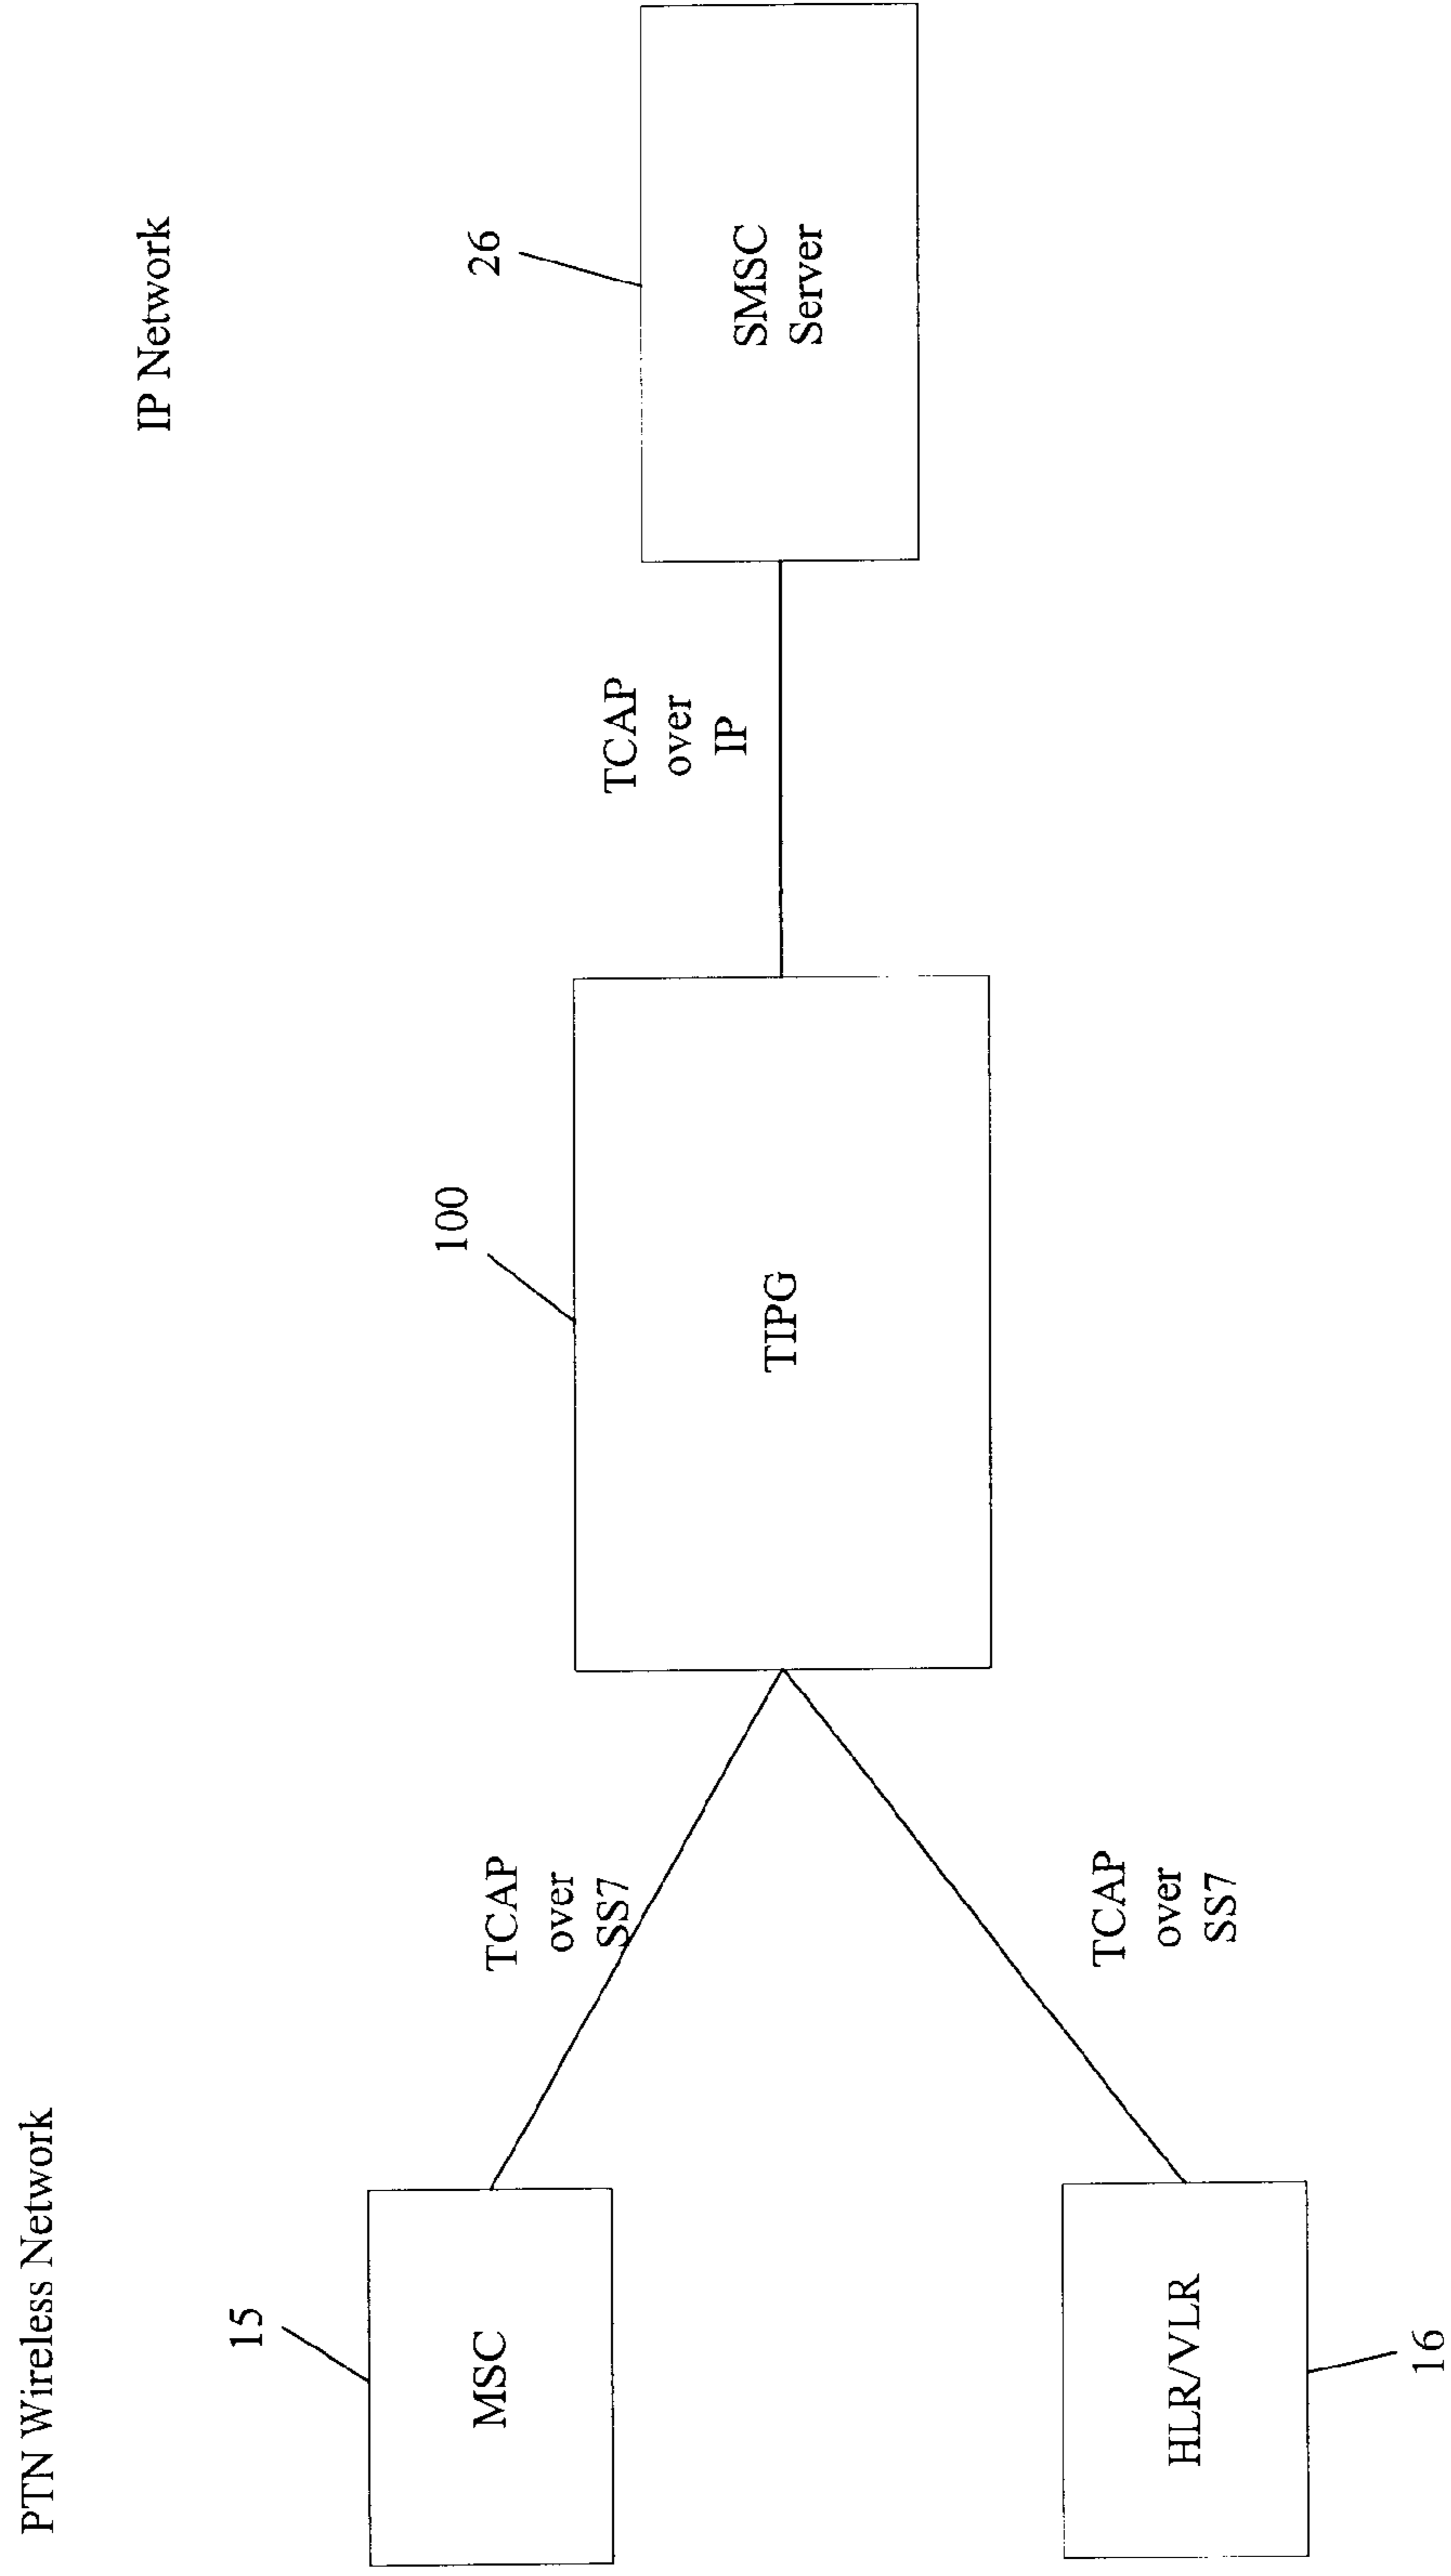 PTN Wireless Network
IP Network
15
MSC
TCAP
over
SS7
100
TIPG
TCAP
over
IP
26
SMSC
Server
TCAP
over
SS7
HLR/VLR
16